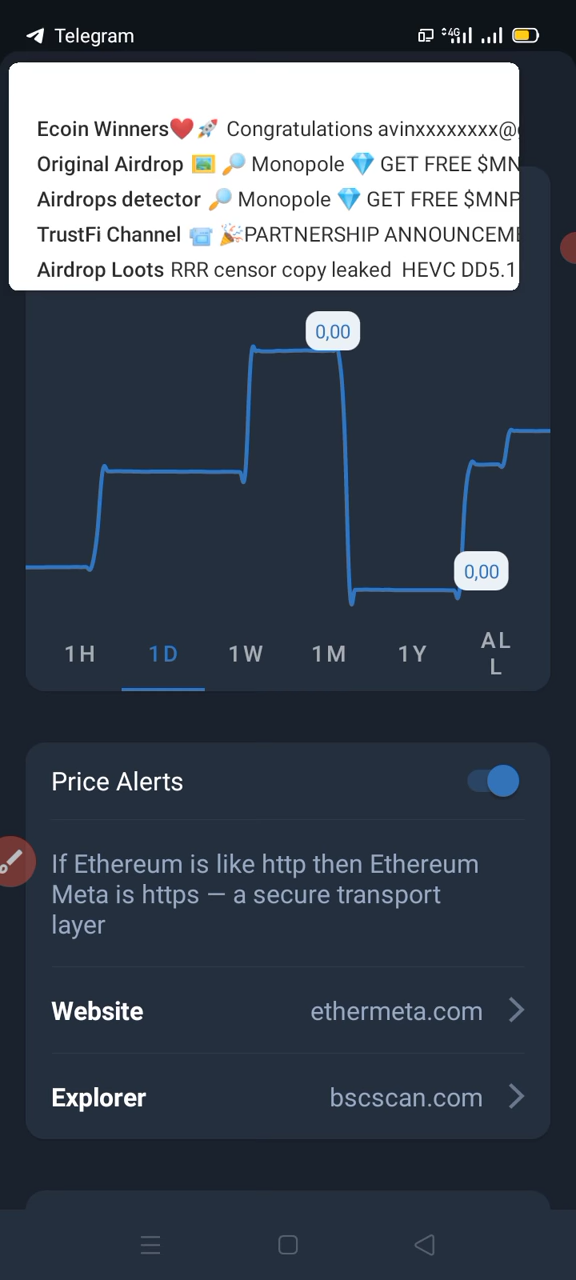 Telegram
4G
Ecoin Winners❤️🚀 Congratulations avinxxxxxxxx@
Original Airdrop 🖼️ 🔎 Monopole 💎 GET FREE $MN
Airdrops detector 🔎 Monopole 💎 GET FREE $MNP
TrustFi Channel 📹 🎉PARTNERSHIP ANNOUNCEME
Airdrop Loots RRR censor copy leaked HEVC DD5.1
0,00
0,00
1H 1D 1W 1M 1Y ALL
Price Alerts
If Ethereum is like http then Ethereum
Meta is https — a secure transport
layer
Website ethermeta.com
Explorer bscscan.com